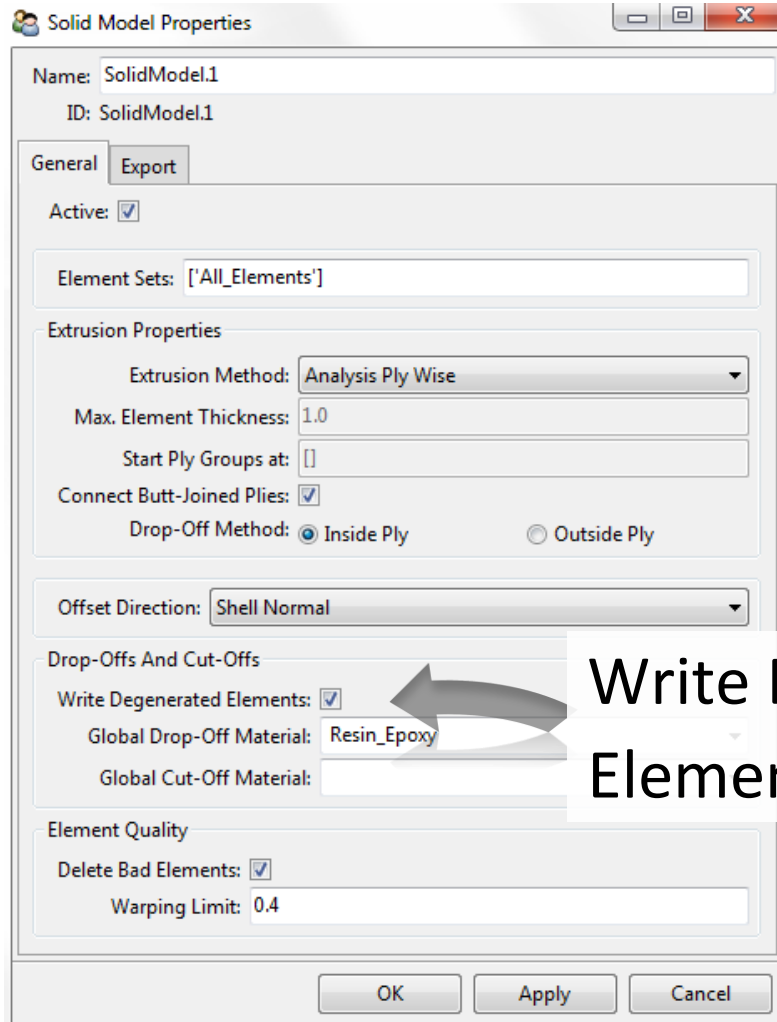 Solid Model Properties
Name: SolidModel.1
ID: SolidModel.1
General Export
Active:
Element Sets: ['All_Elements']
Extrusion Properties
Extrusion Method: Analysis Ply Wise
Max. Element Thickness: 1.0
Start Ply Groups at: []
Connect Butt-Joined Plies:
Drop-Off Method: Inside Ply Outside Ply
Offset Direction: Shell Normal
Drop-Offs And Cut-Offs
Write Degenerated Elements:
Global Drop-Off Material: Resin_Epoxy
Global Cut-Off Material:
Write
Element Quality
Delete Bad Elements:
Warping Limit: 0.4
OK Apply Cancel